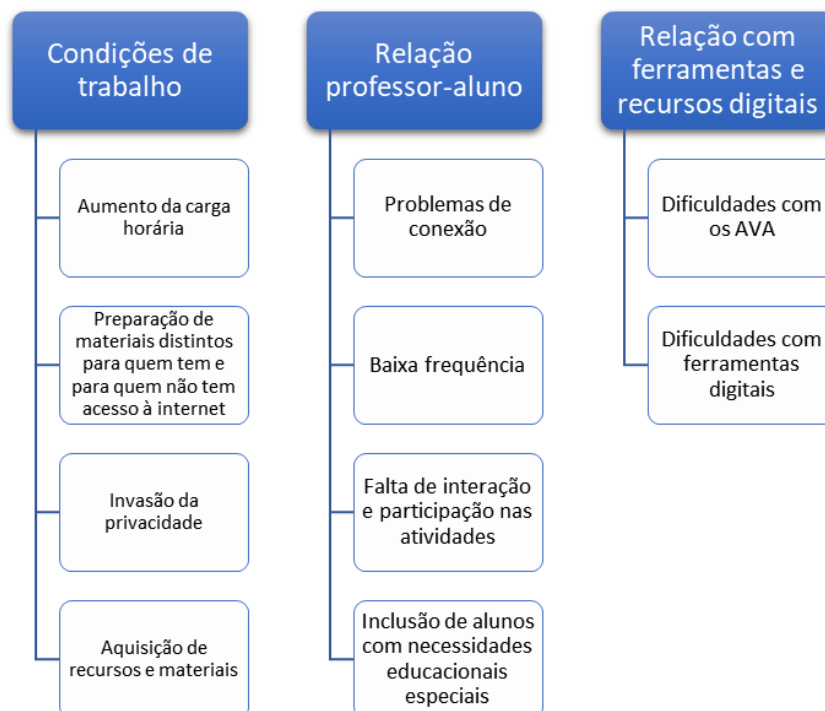 Condições de
trabalho
Aumento da carga
horária
Preparação de
materiais distintos
para quem tem e
para quem não tem
acesso à internet
Invasão da
privacidade
Aquisição de
recursos e materiais
Relação
professor-aluno
Problemas de
conexão
Baixa frequência
Falta de interação
e participação nas
atividades
Inclusão de alunos
com necessidades
educacionais
especiais
Relação com
ferramentas e
recursos digitais
Dificuldades com
os AVA
Dificuldades com
ferramentas
digitais